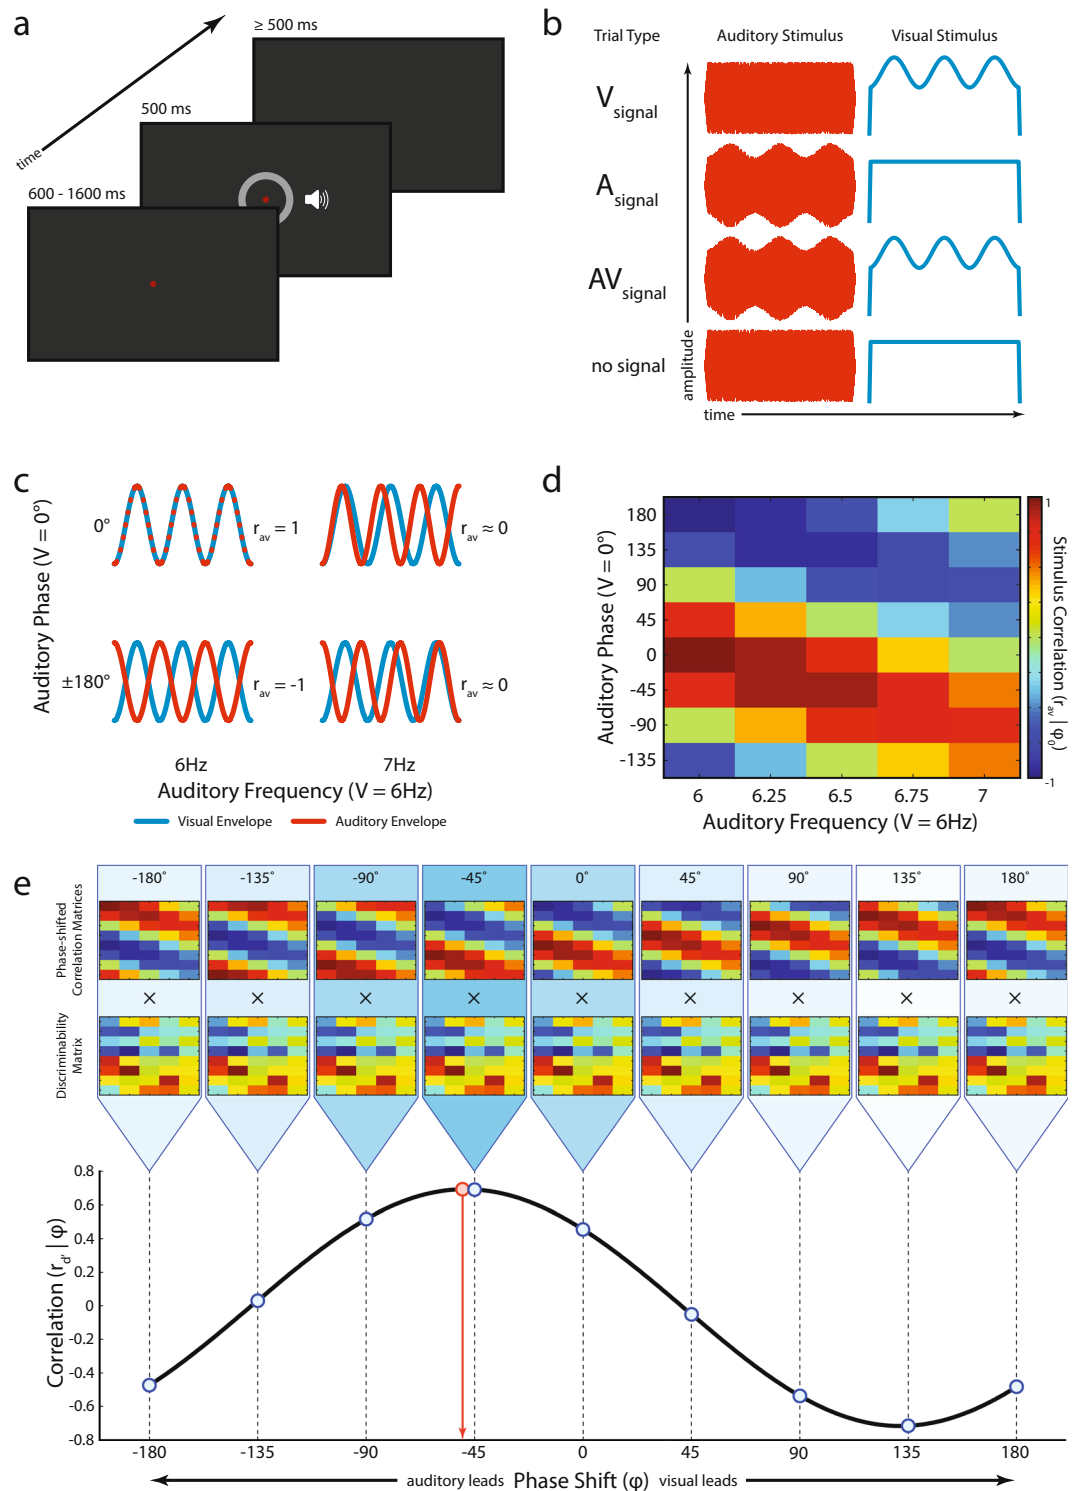 a
time
≥ 500 ms
500 ms
600 - 1600 ms
b
Trial Type
Auditory Stimulus
Visual Stimulus
V signal
A signal
AV signal
no signal
amplitude
time
c
Auditory Phase (V = 0°)
0°
r av = 1
r av ≈ 0
±180°
r av = -1
r av ≈ 0
6Hz
7Hz
Auditory Frequency (V = 6Hz)
Visual Envelope
Auditory Envelope
d
Auditory Phase (V = 0°)
180
135
90
45
0
-45
-90
-135
6
6.25
6.5
6.75
7
Auditory Frequency (V = 6Hz)
1
-1
Stimulus Correlation (r av | φ 0)
e
Phase-shifted
Correlation Matrices
-180°
-135°
-90°
-45°
0°
45°
90°
135°
180°
× × × × × × × × ×
Discriminability
Matrix
Correlation (r d' | φ)
0.8
0.6
0.4
0.2
0
-0.2
-0.4
-0.6
-0.8
-180
-135
-90
-45
0
45
90
135
180
auditory leads
Phase Shift (φ)
visual leads